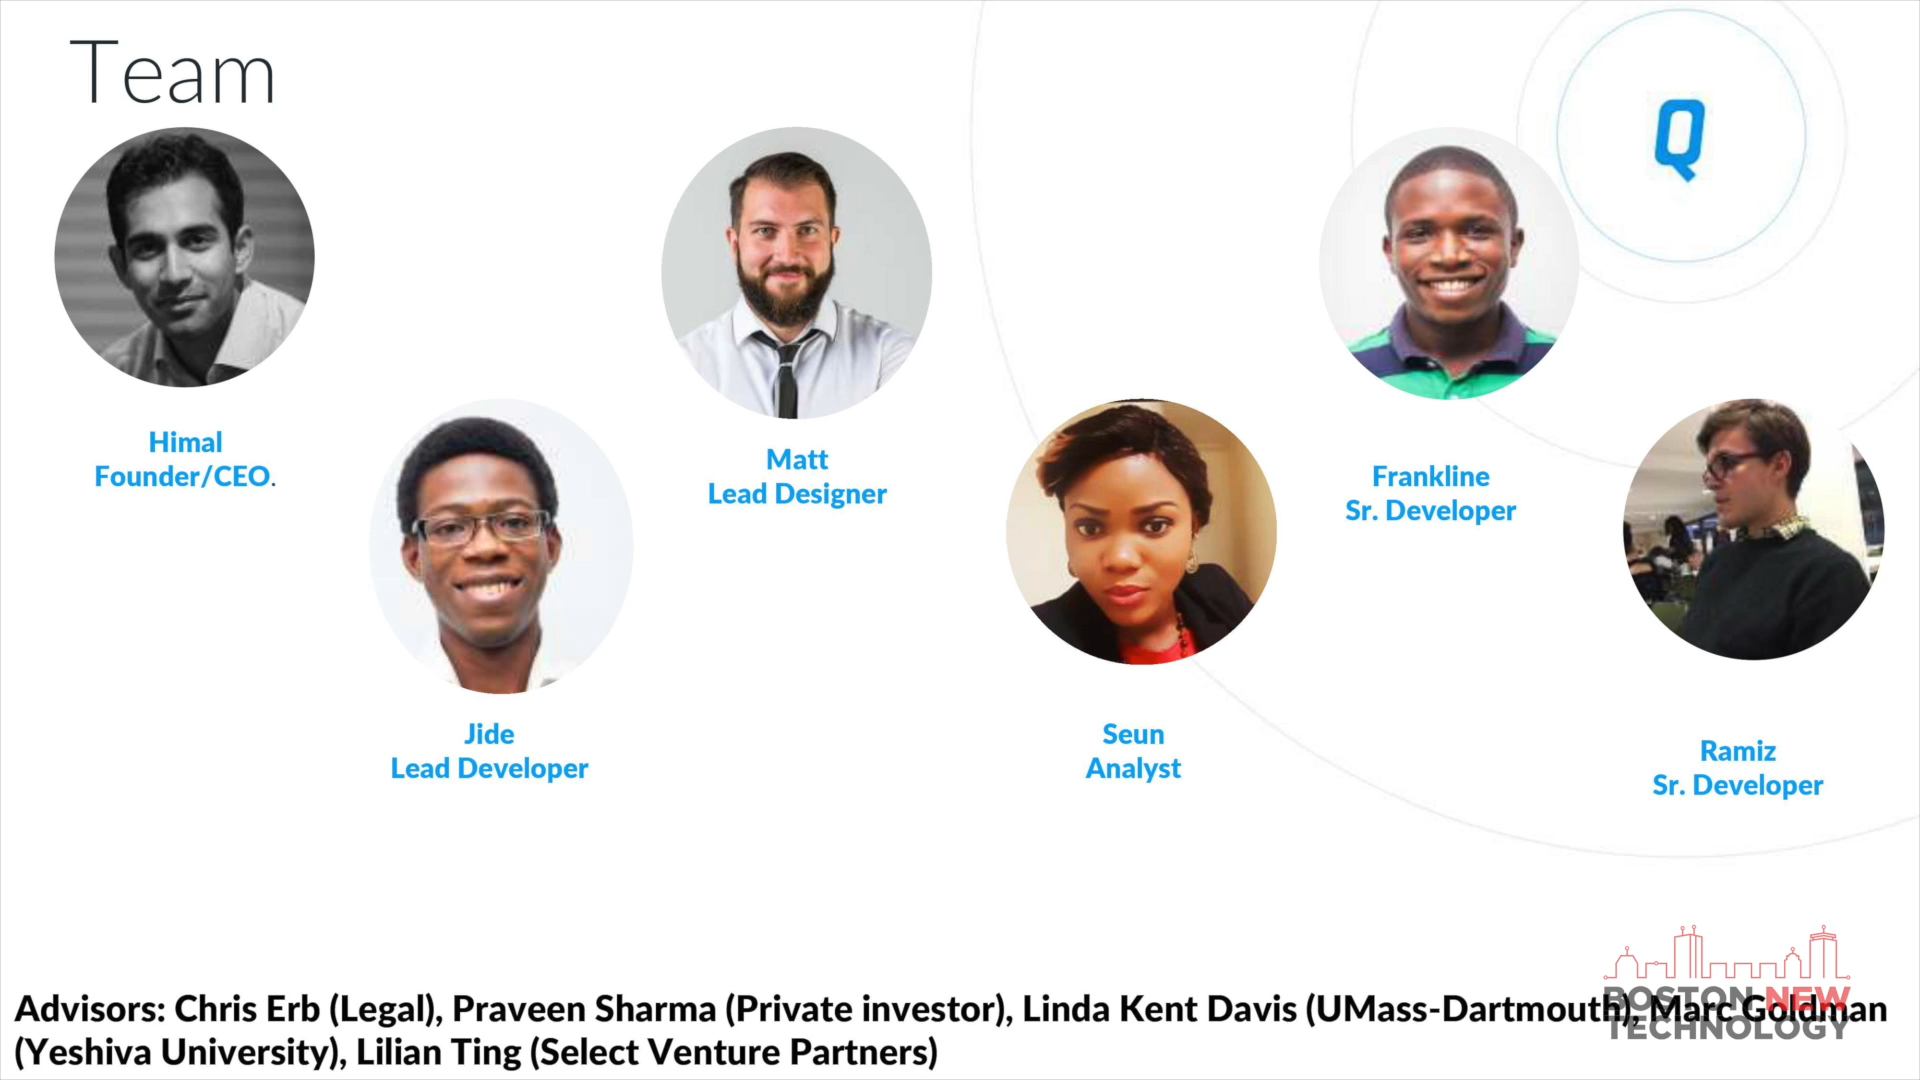 Team
Q
Himal
Founder/CEO.
Matt
Lead Designer
Frankline
Sr. Developer
Jide
Lead Developer
Seun
Analyst
Ramiz
Sr. Developer
Advisors: Chris Erb (Legal), Praveen Sharma (Private investor), Linda Kent Davis (UMass-Dartmouth), Marc Goldman
(Yeshiva University), Lilian Ting (Select Venture Partners)
BOSTON NEW
TECHNOLOGY